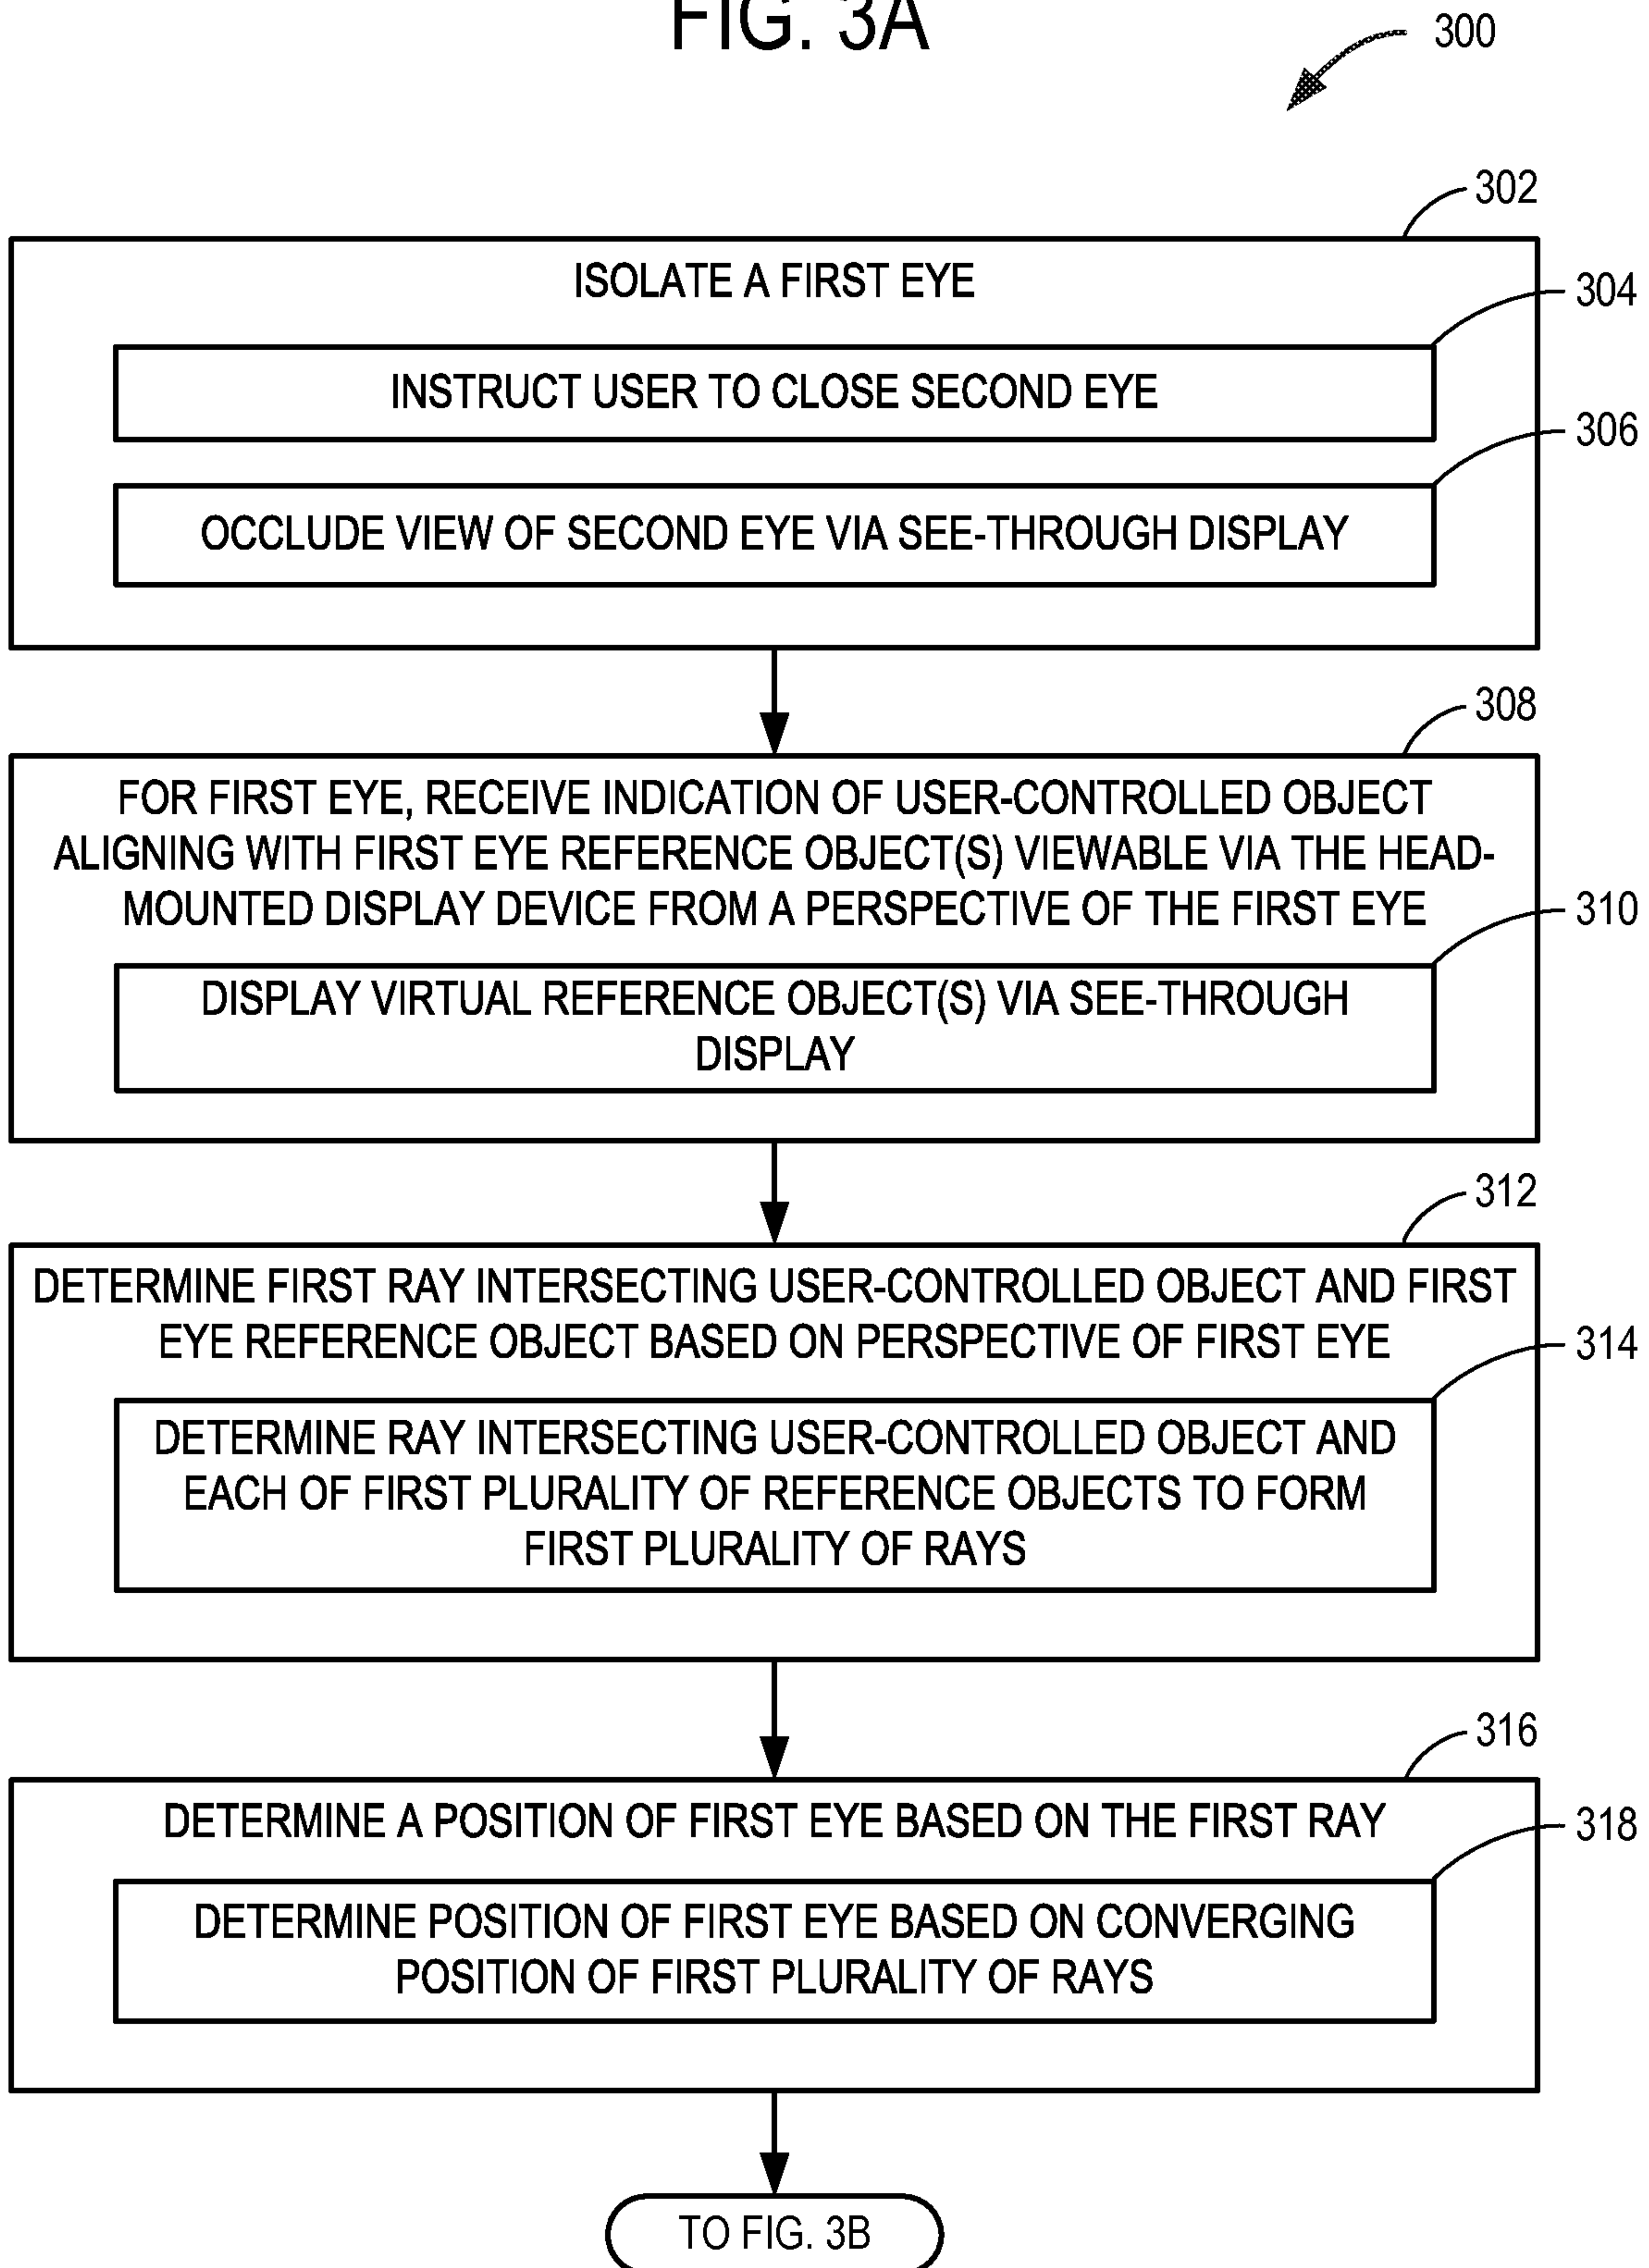 FIG. 3A
300
302
ISOLATE A FIRST EYE
304
INSTRUCT USER TO CLOSE SECOND EYE
306
OCCLUDE VIEW OF SECOND EYE VIA SEE-THROUGH DISPLAY
308
FOR FIRST EYE, RECEIVE INDICATION OF USER-CONTROLLED OBJECT
ALIGNING WITH FIRST EYE REFERENCE OBJECT(S) VIEWABLE VIA THE HEAD-
MOUNTED DISPLAY DEVICE FROM A PERSPECTIVE OF THE FIRST EYE
310
DISPLAY VIRTUAL REFERENCE OBJECT(S) VIA SEE-THROUGH
DISPLAY
312
DETERMINE FIRST RAY INTERSECTING USER-CONTROLLED OBJECT AND FIRST
EYE REFERENCE OBJECT BASED ON PERSPECTIVE OF FIRST EYE
314
DETERMINE RAY INTERSECTING USER-CONTROLLED OBJECT AND
EACH OF FIRST PLURALITY OF REFERENCE OBJECTS TO FORM
FIRST PLURALITY OF RAYS
316
DETERMINE A POSITION OF FIRST EYE BASED ON THE FIRST RAY
318
DETERMINE POSITION OF FIRST EYE BASED ON CONVERGING
POSITION OF FIRST PLURALITY OF RAYS
TO FIG. 3B